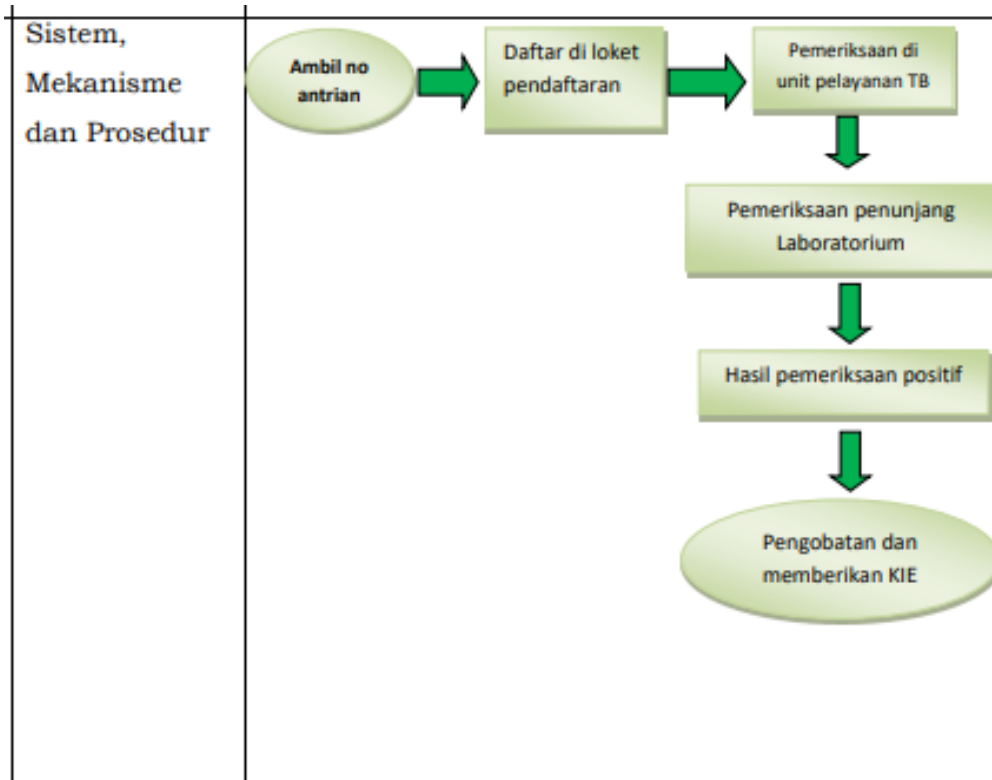 Sistem,
Mekanisme
dan Prosedur
Ambil no
antrian
Daftar di loket
pendaftaran
Pemeriksaan di
unit pelayanan TB
Pemeriksaan penunjang
Laboratorium
Hasil pemeriksaan positif
Pengobatan dan
memberikan KIE